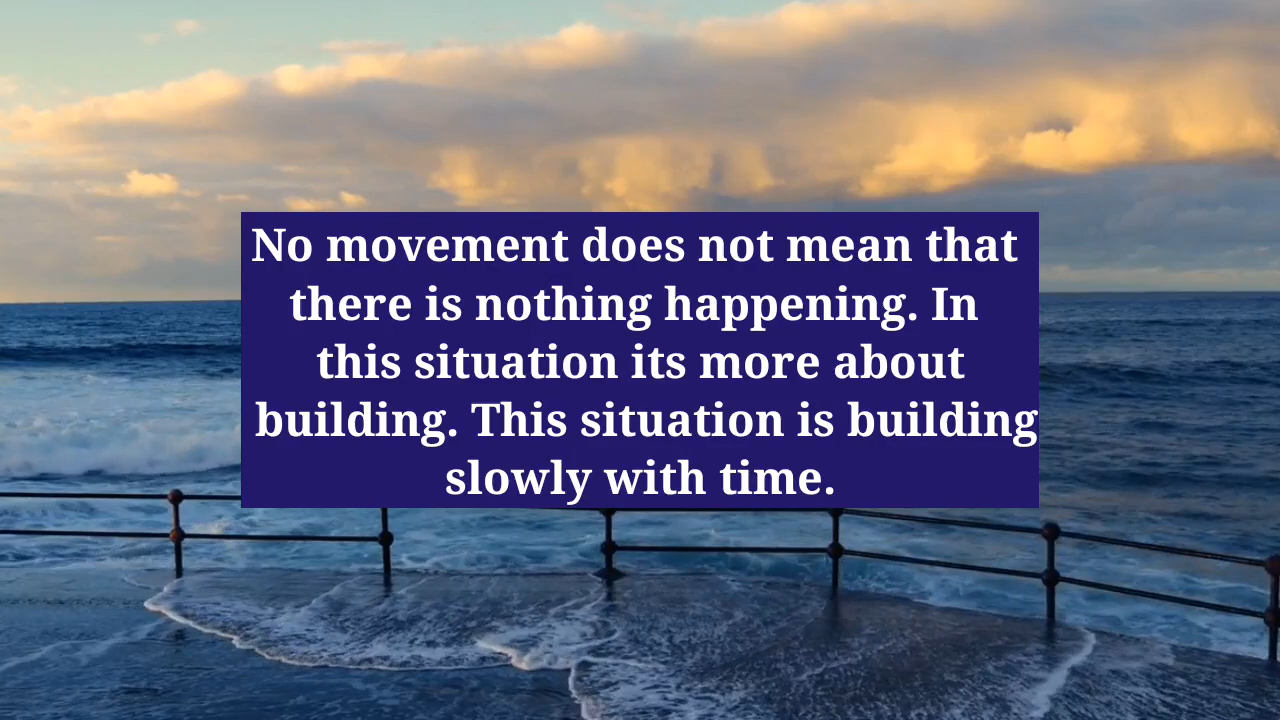 No movement does not mean that
there is nothing happening. In
this situation its more about
building. This situation is building
slowly with time.